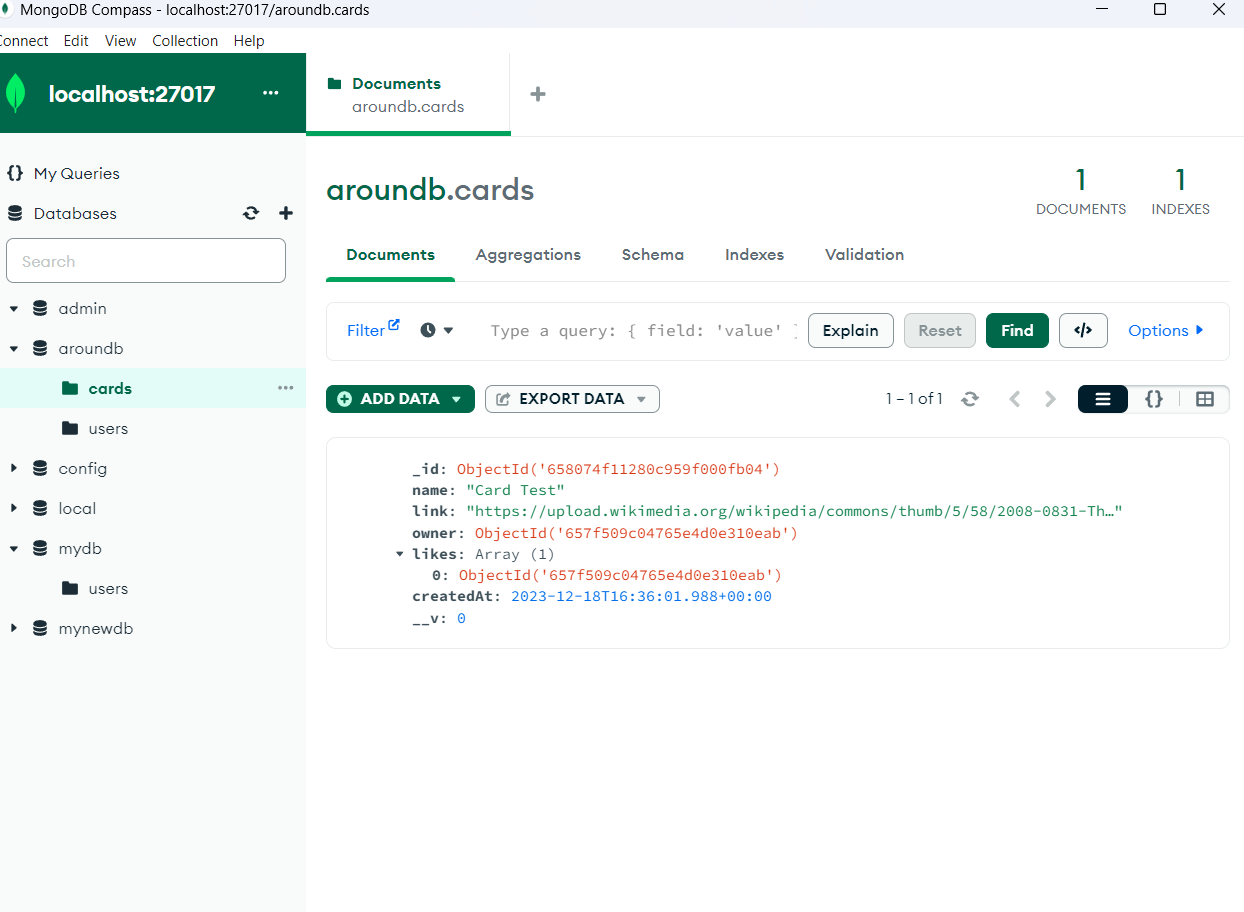 MongoDB Compass - localhost:27017/aroundb.cards
Connect Edit View Collection Help
localhost:27017 ...
Documents
aroundb.cards
My Queries
Databases
Search
admin
aroundb
cards ...
users
config
local
mydb
users
mynewdb
aroundb.cards
1
DOCUMENTS
1
INDEXES
Documents Aggregations Schema Indexes Validation
Filter Type a query: { field: 'value' } Explain Reset Find </> Options
ADD DATA EXPORT DATA 1 – 1 of 1 {}
_id: ObjectId('658074f11280c959f000fb04')
name: "Card Test"
link: "https://upload.wikimedia.org/wikipedia/commons/thumb/5/58/2008-0831-Th…"
owner: ObjectId('657f509c04765e4d0e310eab')
likes: Array (1)
0: ObjectId('657f509c04765e4d0e310eab')
createdAt: 2023-12-18T16:36:01.988+00:00
__v: 0